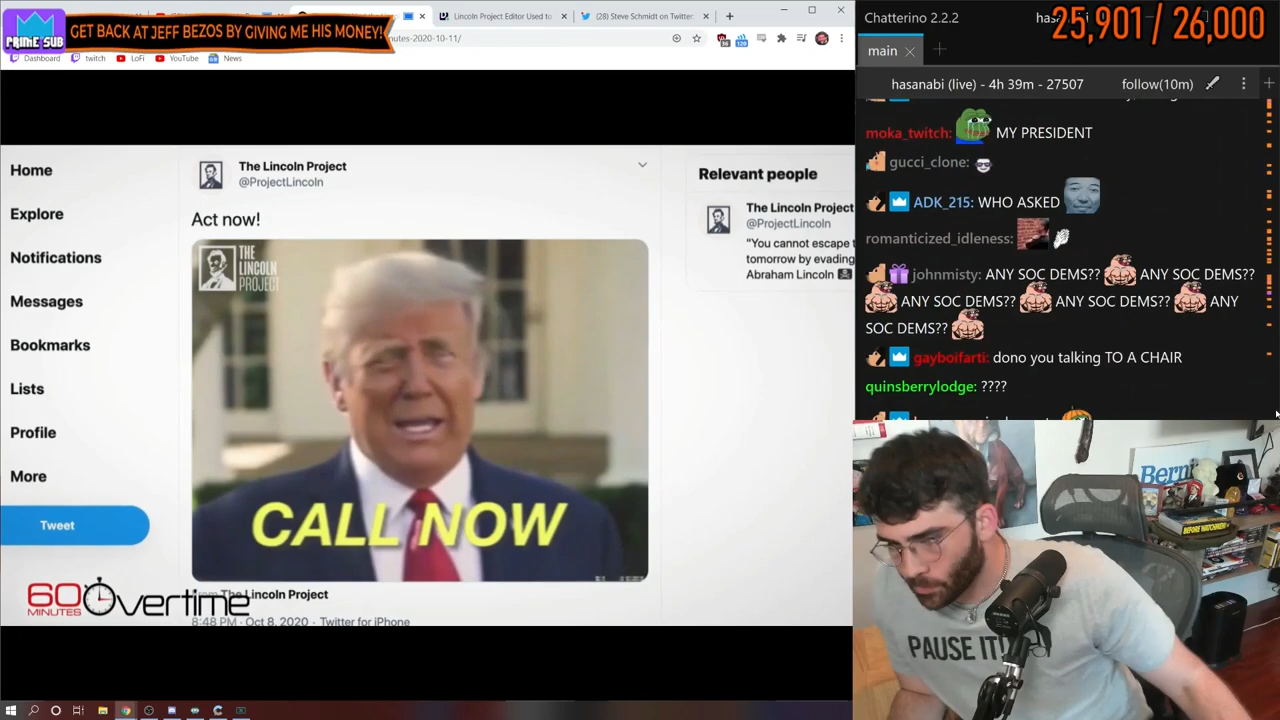 PRIME SUB
GET BACK AT JEFF BEZOS BY GIVING ME HIS MONEY!
Lincoln Project Editor Used to
(28) Steve Schmidt on Twitter:
nutes-2020-10-11/
Dashboard
twitch
LoFi
YouTube
News
Home
Explore
Notifications
Messages
Bookmarks
Lists
Profile
More
Tweet
The Lincoln Project
@ProjectLincoln
Act now!
THE
LINCOLN
PROJECT
CALL NOW
From The Lincoln Project
8:48 PM · Oct 8, 2020 · Twitter for iPhone
60 Overtime
MINUTES
Relevant people
The Lincoln Project
@ProjectLincoln
"You cannot escape t
tomorrow by evading
Abraham Lincoln
Chatterino 2.2.2
25,901 / 26,000
main
hasanabi (live) - 4h 39m - 27507
follow(10m)
moka_twitch: MY PRESIDENT
gucci_clone:
ADK_215: WHO ASKED
romanticized_idleness:
johnmisty: ANY SOC DEMS?? ANY SOC DEMS??
ANY SOC DEMS?? ANY SOC DEMS?? ANY
SOC DEMS??
gayboifarti: dono you talking TO A CHAIR
quinsberrylodge: ????
Bern
PAUSE IT